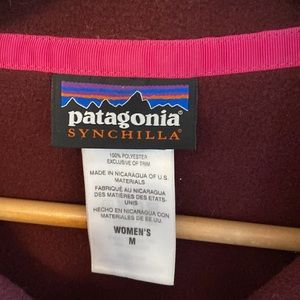 patagonia®
SYNCHILLA®
100% POLYESTER
EXCLUSIVE OF TRIM
MADE IN NICARAGUA OF U.S.
MATERIALS
FABRIQUÉ AU NICARAGUA
DES MATIÈRES DES ETATS-
UNIS
HECHO EN NICARAGUA CON
MATERIALES DE EE.UU.
WOMEN'S
M